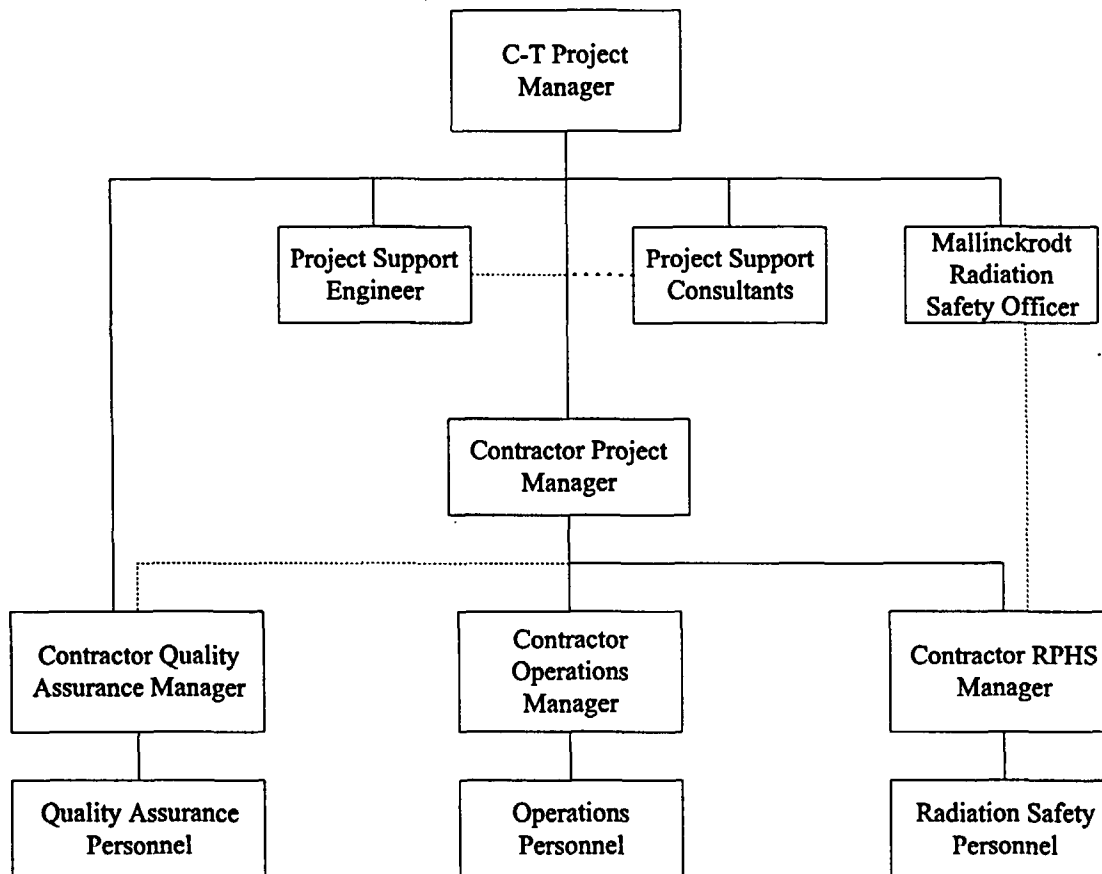 C-T Project
Manager
Project Support
Engineer
Project Support
Consultants
Mallinckrodt
Radiation
Safety Officer
Contractor Project
Manager
Contractor Quality
Assurance Manager
Contractor
Operations
Manager
Contractor RPHS
Manager
Quality Assurance
Personnel
Operations
Personnel
Radiation Safety
Personnel